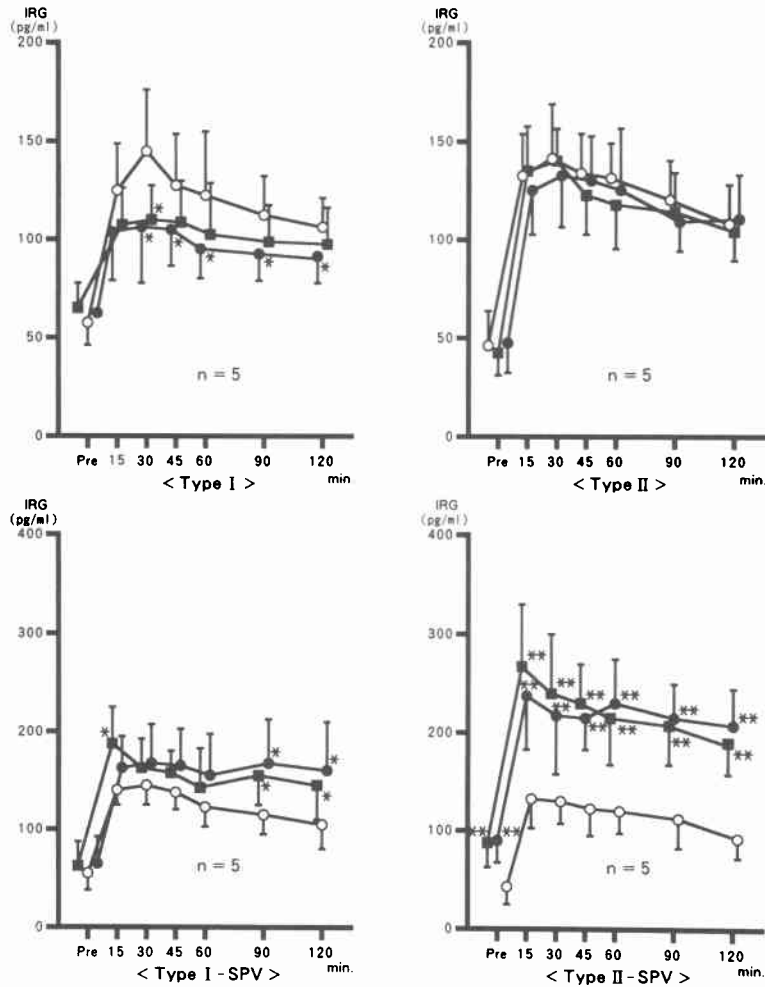 IRG
(pg/ml)
200
150
100
50
0
*
*
*
*
*
*
n = 5
Pre 15 30 45 60 90 120
min.
< Type I >
IRG
(pg/ml)
200
150
100
50
0
n = 5
Pre 15 30 45 60 90 120
min.
< Type II >
IRG
(pg/ml)
400
300
200
100
0
*
*
*
*
*
n = 5
Pre 15 30 45 60 90 120
min.
< Type I - SPV >
IRG
(pg/ml)
400
300
200
100
0
**
**
**
**
**
**
**
**
**
**
**
**
**
**
n = 5
Pre 15 30 45 60 90 120
min.
< Type II - SPV >